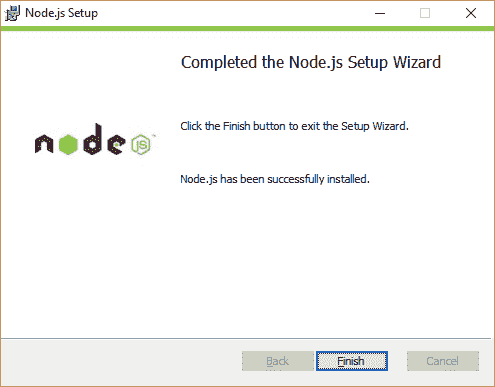 Node.js Setup
Completed the Node.js Setup Wizard
node
JS
™
Click the Finish button to exit the Setup Wizard.
Node.js has been successfully installed.
Back
Finish
Cancel